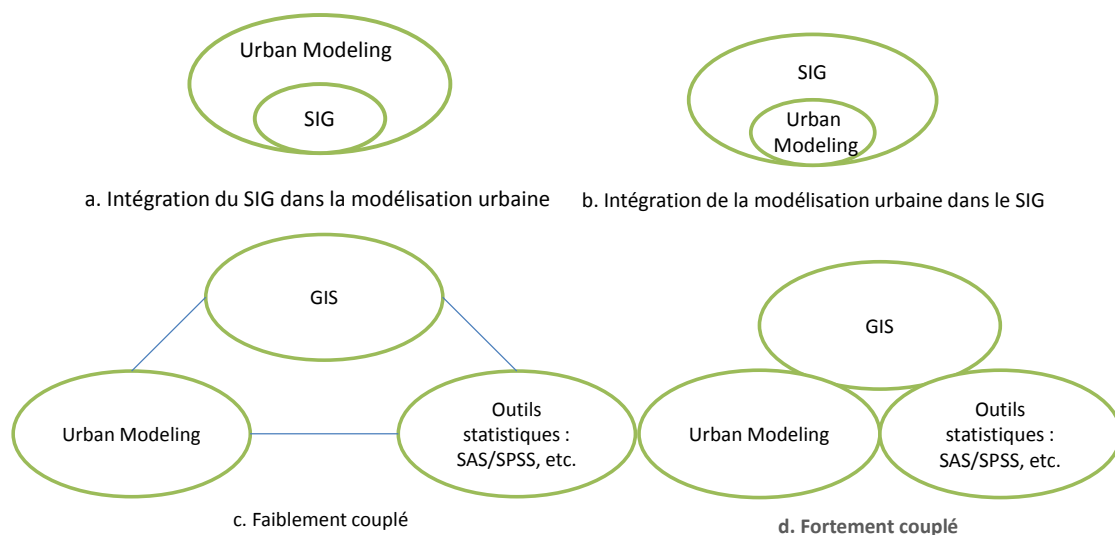 Urban Modeling
SIG
a. Intégration du SIG dans la modélisation urbaine
SIG
Urban
Modeling
b. Intégration de la modélisation urbaine dans le SIG
GIS
Urban Modeling
Outils
statistiques :
SAS/SPSS, etc.
c. Faiblement couplé
GIS
Urban Modeling
Outils
statistiques :
SAS/SPSS, etc.
d. Fortement couplé